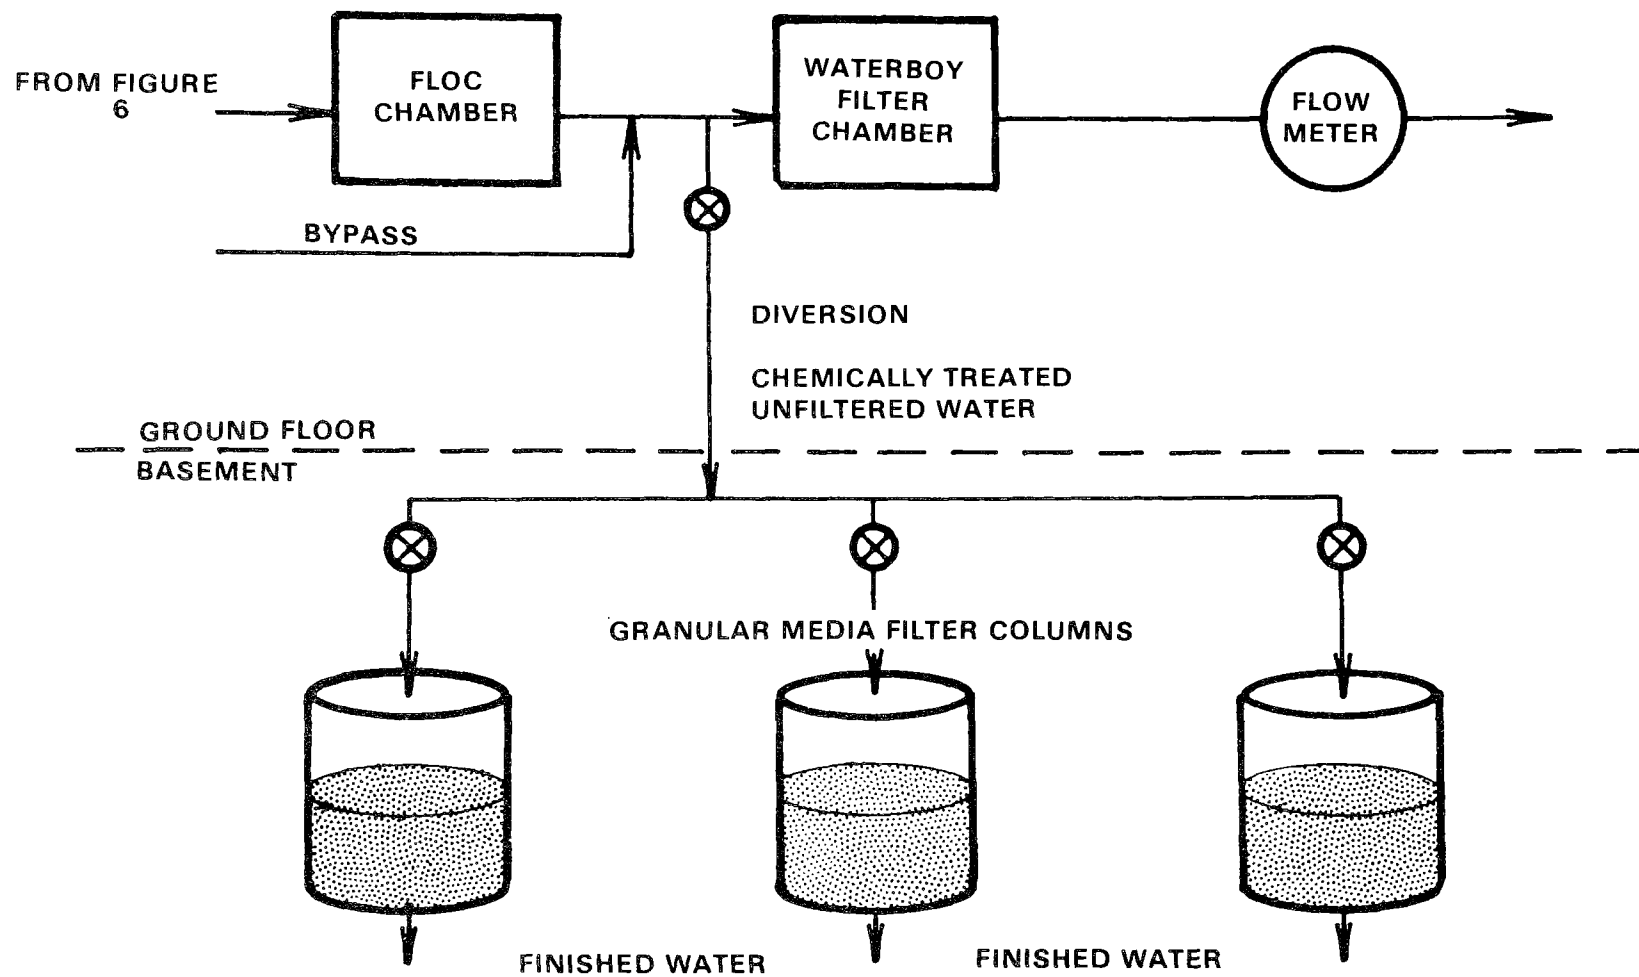 FROM FIGURE
6
FLOC
CHAMBER
WATERBOY
FILTER
CHAMBER
FLOW
METER
BYPASS
DIVERSION
CHEMICALLY TREATED
UNFILTERED WATER
GROUND FLOOR
BASEMENT
GRANULAR MEDIA FILTER COLUMNS
FINISHED WATER
FINISHED WATER